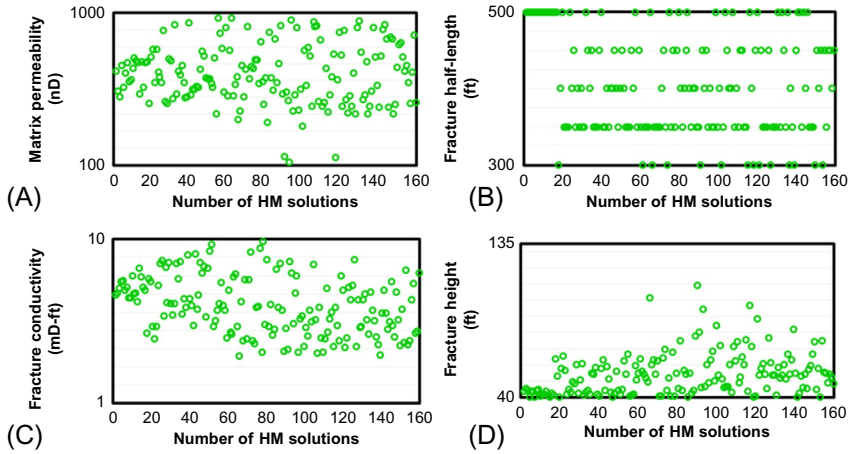 1000
Matrix permeability
(nD)
100
0 20 40 60 80 100 120 140 160
(A)
Number of HM solutions
500
Fracture half-length
(ft)
300
0 20 40 60 80 100 120 140 160
(B)
Number of HM solutions
10
Fracture conductivity
(mD-ft)
1
0 20 40 60 80 100 120 140 160
(C)
Number of HM solutions
135
Fracture height
(ft)
40
0 20 40 60 80 100 120 140 160
(D)
Number of HM solutions